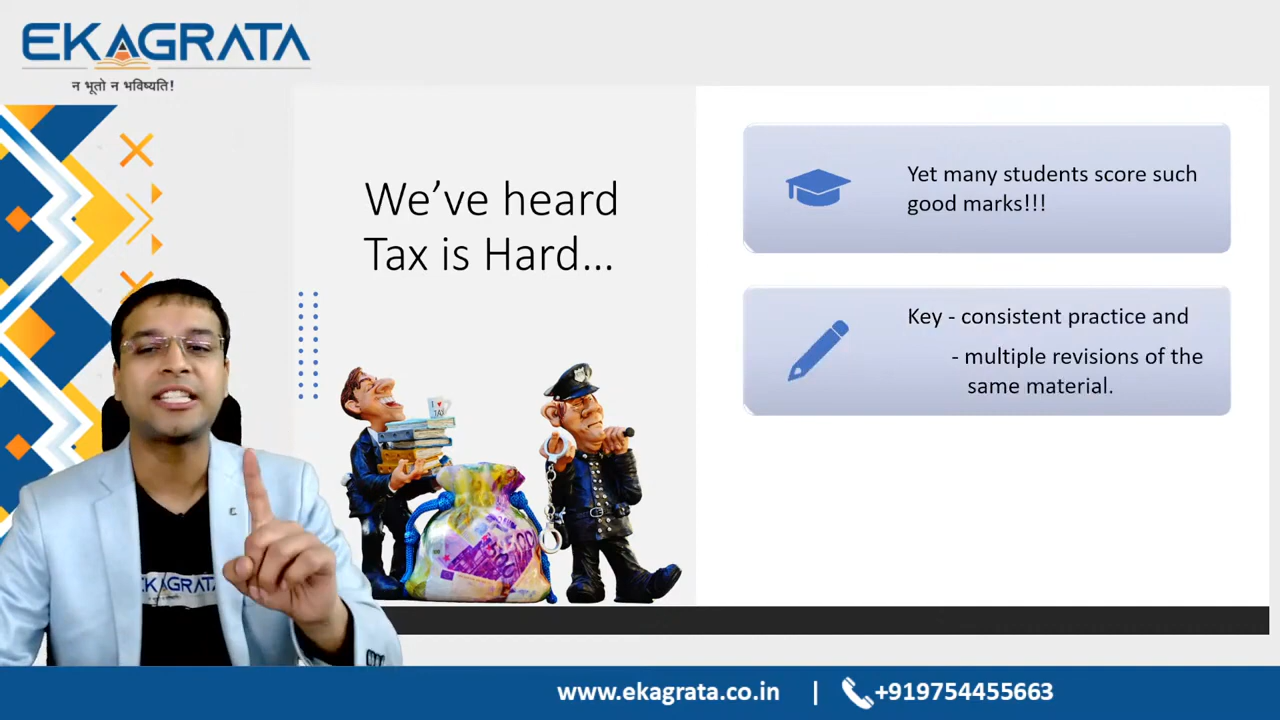 EKAGRATA
न भूतो न भविष्यति!
We’ve heard
Tax is Hard...
Yet many students score such
good marks!!!
Key - consistent practice and
- multiple revisions of the
same material.
I ♥
TAX
EKAGRATA
www.ekagrata.co.in | +919754455663